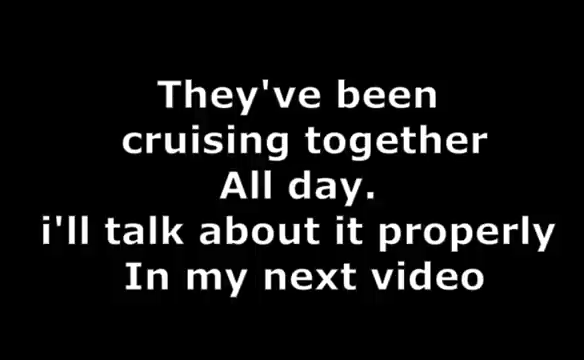 They've been
cruising together
All day.
i'll talk about it properly
In my next video